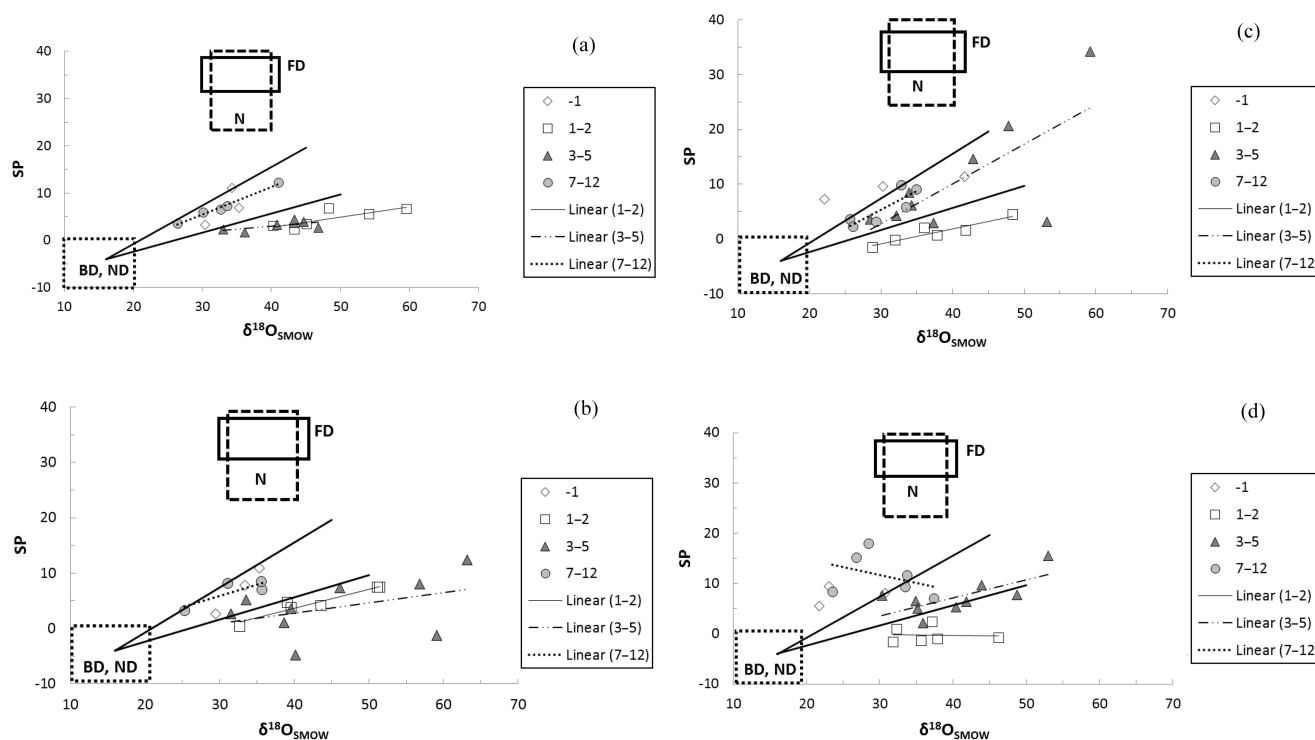 (a)
40
30
20
10
0
-10
SP
FD
N
BD, ND
10 20 30 40 50 60 70
δ¹⁸O_SMOW
-1
1–2
3–5
7–12
Linear (1–2)
Linear (3–5)
Linear (7–12)
(c)
40
30
20
10
0
-10
SP
FD
N
BD, ND
10 20 30 40 50 60 70
δ¹⁸O_SMOW
-1
1–2
3–5
7–12
Linear (1–2)
Linear (3–5)
Linear (7–12)
(b)
40
30
20
10
0
-10
SP
FD
N
BD, ND
10 20 30 40 50 60 70
δ¹⁸O_SMOW
-1
1–2
3–5
7–12
Linear (1–2)
Linear (3–5)
Linear (7–12)
(d)
40
30
20
10
0
-10
SP
FD
N
BD, ND
10 20 30 40 50 60 70
δ¹⁸O_SMOW
-1
1–2
3–5
7–12
Linear (1–2)
Linear (3–5)
Linear (7–12)